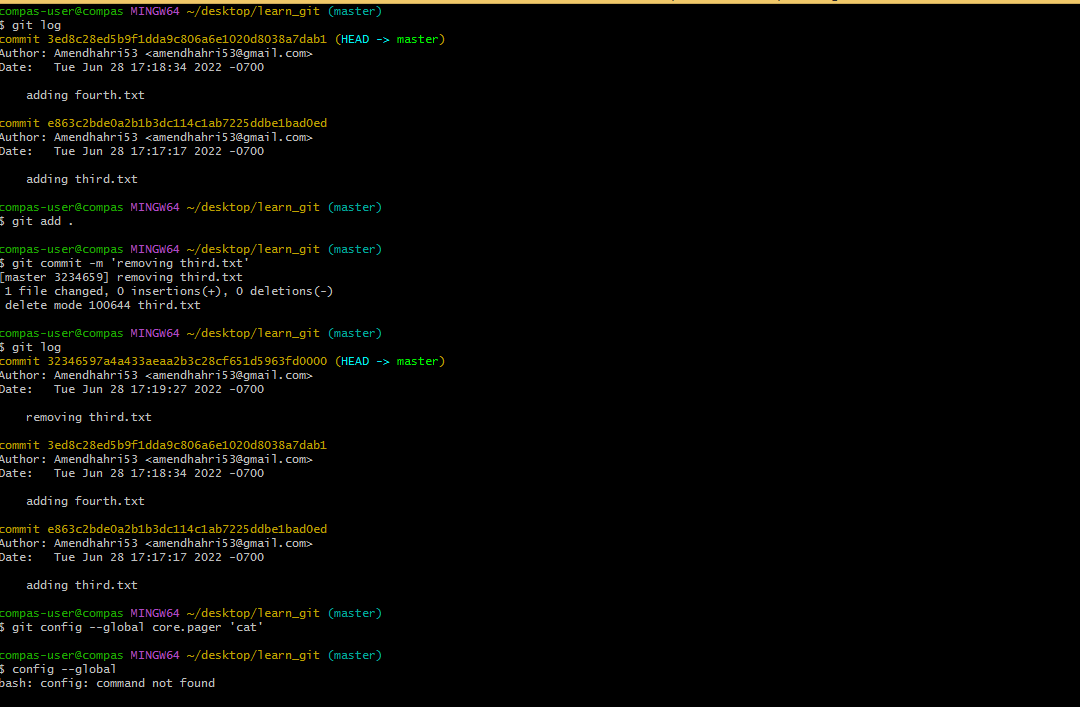 compas-user@compas MINGW64 ~/desktop/learn_git (master)
$ git log
commit 3ed8c28ed5b9f1dda9c806a6e1020d8038a7dab1 (HEAD -> master)
Author: Amendhahri53 <amendhahri53@gmail.com>
Date:   Tue Jun 28 17:18:34 2022 -0700

    adding fourth.txt

commit e863c2bde0a2b1b3dc114c1ab7225ddbe1bad0ed
Author: Amendhahri53 <amendhahri53@gmail.com>
Date:   Tue Jun 28 17:17:17 2022 -0700

    adding third.txt

compas-user@compas MINGW64 ~/desktop/learn_git (master)
$ git add .

compas-user@compas MINGW64 ~/desktop/learn_git (master)
$ git commit -m 'removing third.txt'
[master 3234659] removing third.txt
 1 file changed, 0 insertions(+), 0 deletions(-)
 delete mode 100644 third.txt

compas-user@compas MINGW64 ~/desktop/learn_git (master)
$ git log
commit 32346597a4a433aeaa2b3c28cf651d5963fd0000 (HEAD -> master)
Author: Amendhahri53 <amendhahri53@gmail.com>
Date:   Tue Jun 28 17:19:27 2022 -0700

    removing third.txt

commit 3ed8c28ed5b9f1dda9c806a6e1020d8038a7dab1
Author: Amendhahri53 <amendhahri53@gmail.com>
Date:   Tue Jun 28 17:18:34 2022 -0700

    adding fourth.txt

commit e863c2bde0a2b1b3dc114c1ab7225ddbe1bad0ed
Author: Amendhahri53 <amendhahri53@gmail.com>
Date:   Tue Jun 28 17:17:17 2022 -0700

    adding third.txt

compas-user@compas MINGW64 ~/desktop/learn_git (master)
$ git config --global core.pager 'cat'

compas-user@compas MINGW64 ~/desktop/learn_git (master)
$ config --global
bash: config: command not found